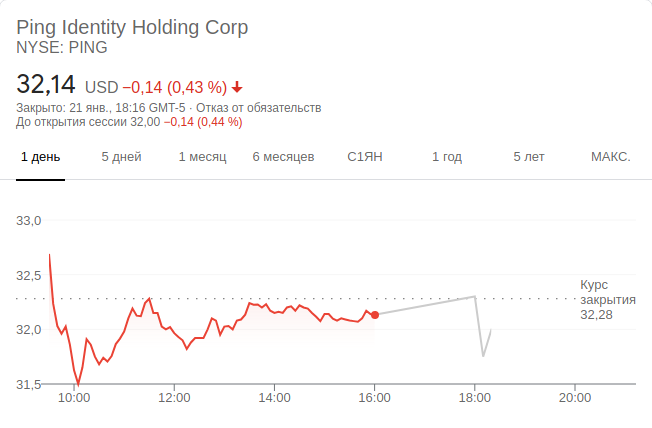 Ping Identity Holding Corp
NYSE: PING
32,14 USD −0,14 (0,43 %)
Закрыто: 21 янв., 18:16 GMT-5 · Отказ от обязательств
До открытия сессии 32,00 −0,14 (0,44 %)
1 день 5 дней 1 месяц 6 месяцев С1ЯН 1 год 5 лет МАКС.
33,0
32,5
Курс
закрытия
32,28
32,0
31,5
10:00 12:00 14:00 16:00 18:00 20:00